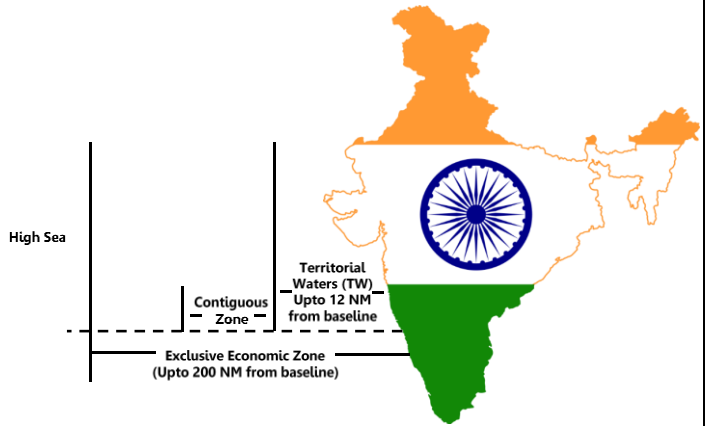 High Sea
Territorial
Waters (TW)
Upto 12 NM
from baseline
Contiguous
Zone
Exclusive Economic Zone
(Upto 200 NM from baseline)